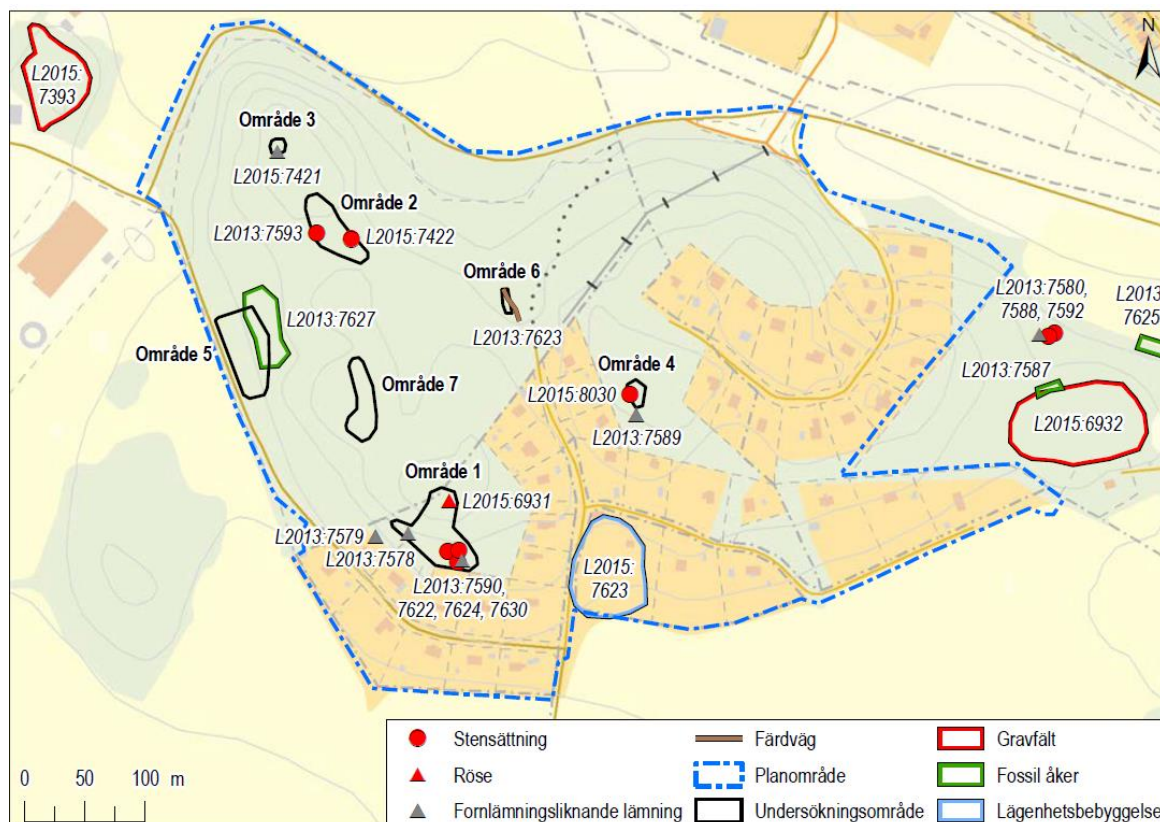 N
L2015:
7393
Område 3
L2015:7421
Område 2
L2013:7593
L2015:7422
Område 6
L2013:7623
L2013:7627
Område 5
Område 7
Område 4
L2015:8030
L2013:7589
L2013:7580,
7588, 7592
L2013
7625
L2013:7587
L2015:6932
Område 1
L2015:6931
L2013:7579
L2013:7578
L2013:7590,
7622, 7624, 7630
L2015:
7623
0 50 100 m
Stensättning
Röse
Fornlämningsliknande lämning
Färdväg
Planområde
Undersökningsområde
Gravfält
Fossil åker
Lägenhetsbebyggelse